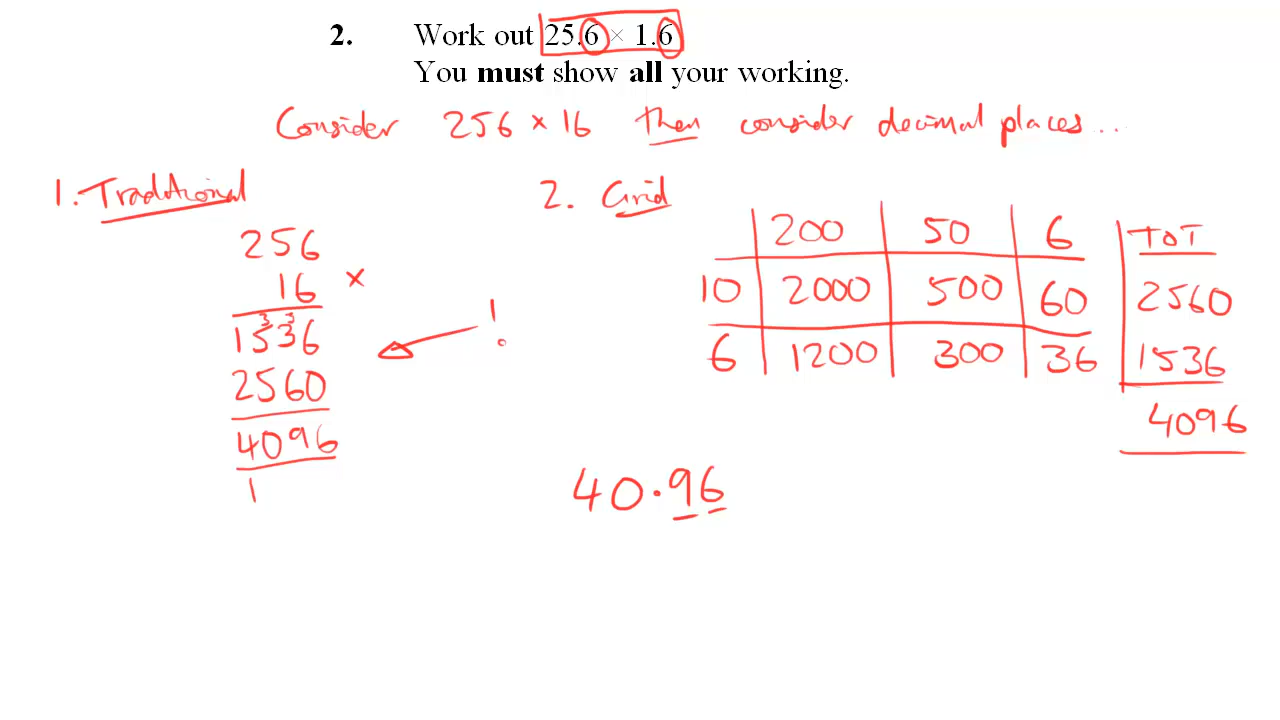 2. Work out 25.6 × 1.6
You must show all your working.
Consider 256 × 16 then consider decimal places...
1. Traditional
256
16 ×
1536
3 3
2560
4096
1
!
2. Grid
200 50 6 TOT
10 2000 500 60 2560
6 1200 300 36 1536
4096
40.96